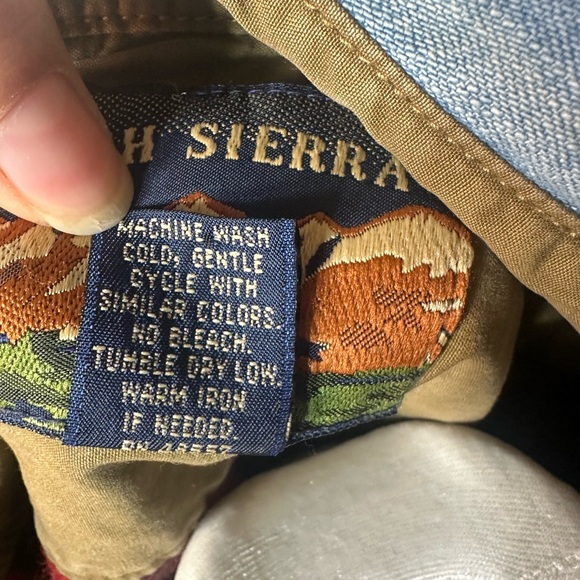 H SIERRA
MACHINE WASH
COLD, GENTLE
CYCLE WITH
SIMILAR COLORS.
NO BLEACH.
TUMBLE DRY LOW.
WARM IRON
IF NEEDED